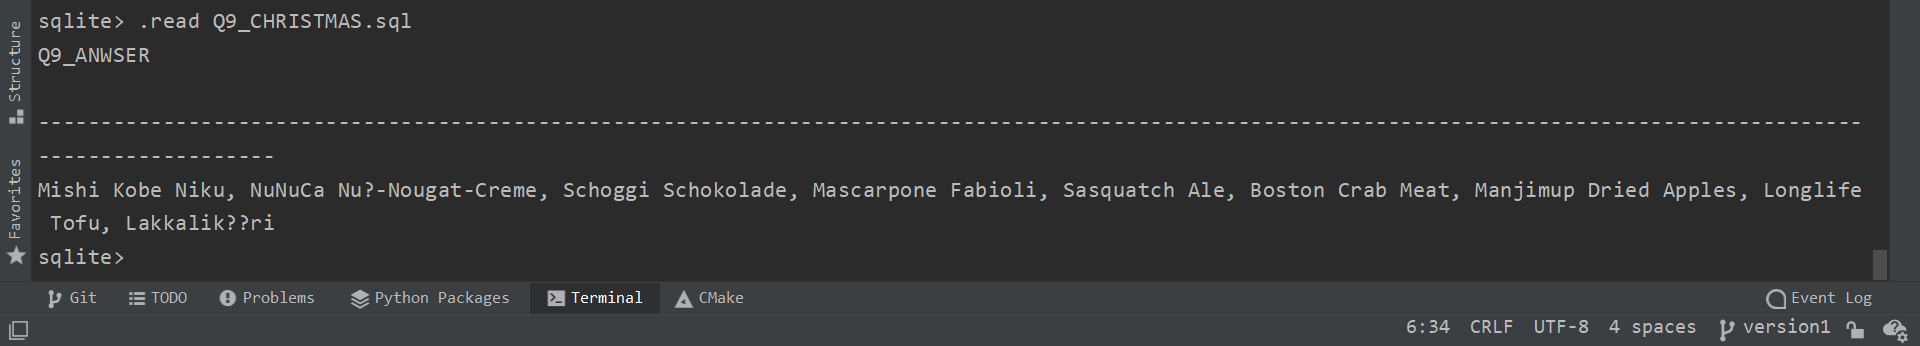 Structure
Favorites
sqlite> .read Q9_CHRISTMAS.sql
Q9_ANWSER
--------------------------------------------------------------------------------------------------------------------------------------------------
-------------------
Mishi Kobe Niku, NuNuCa Nu?-Nougat-Creme, Schoggi Schokolade, Mascarpone Fabioli, Sasquatch Ale, Boston Crab Meat, Manjimup Dried Apples, Longlife
 Tofu, Lakkalik??ri
sqlite>
Git TODO Problems Python Packages Terminal CMake Event Log
6:34 CRLF UTF-8 4 spaces version1